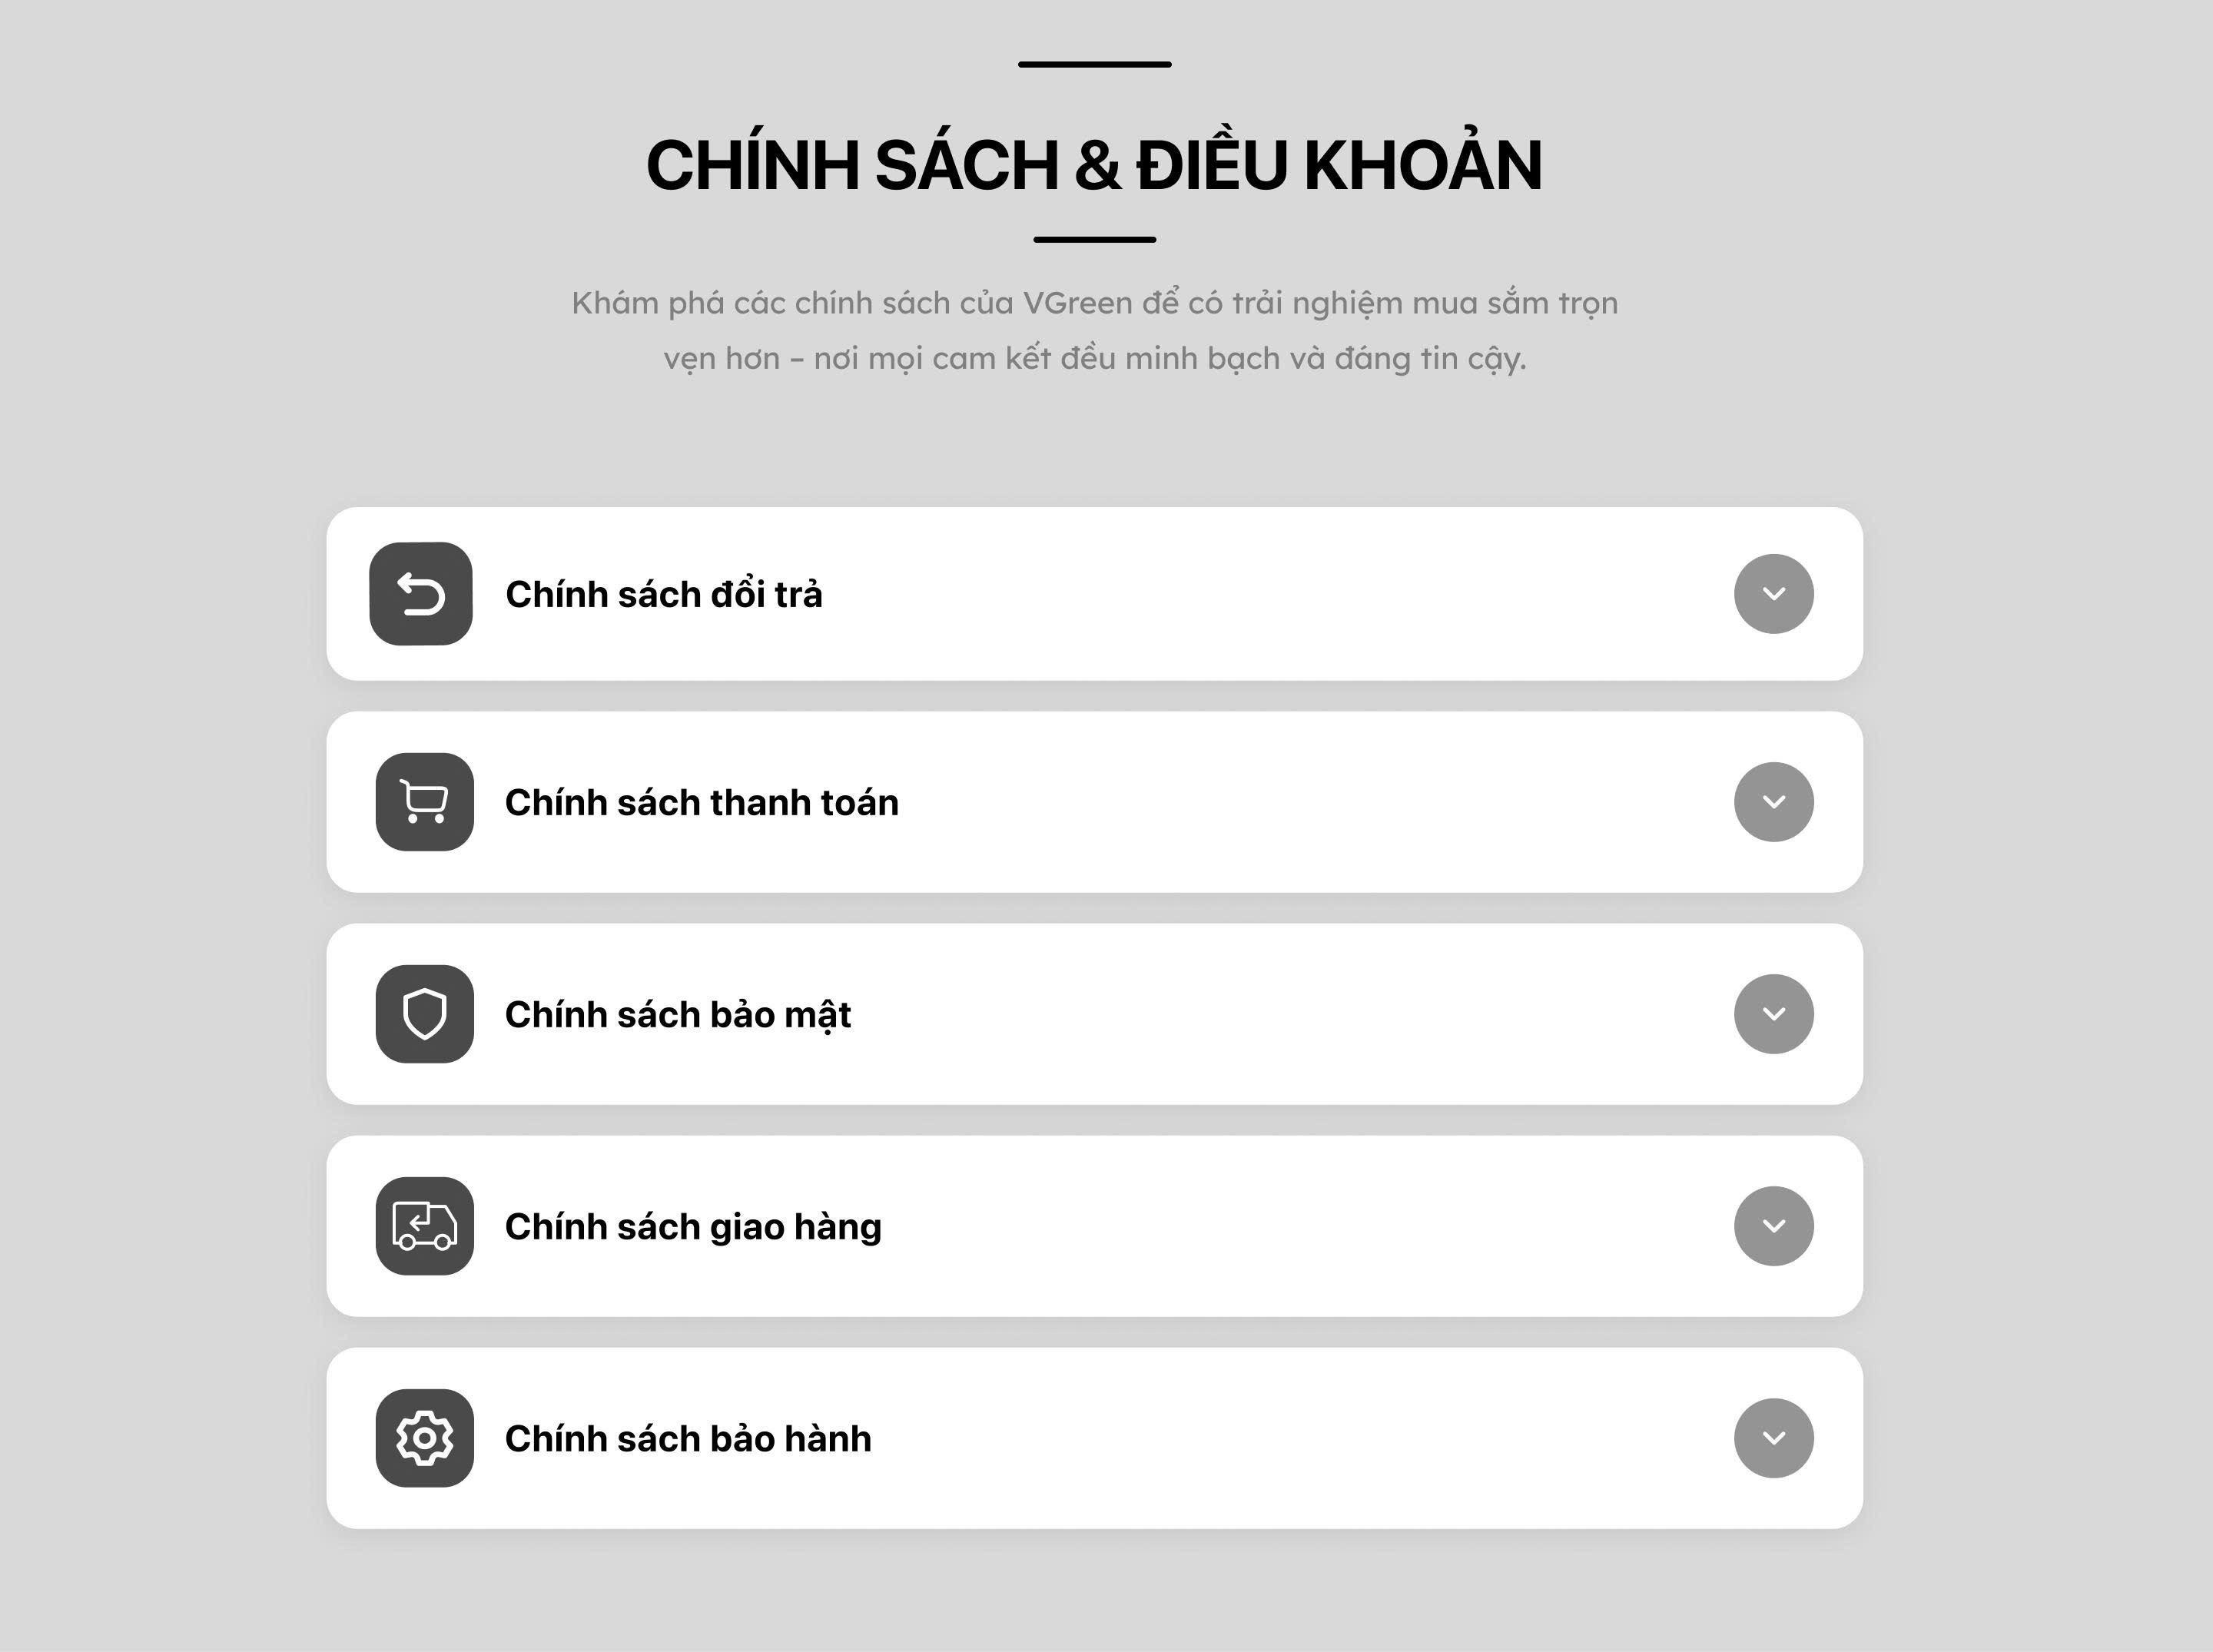 CHÍNH SÁCH & ĐIỀU KHOẢN
Khám phá các chính sách của VGreen để có trải nghiệm mua sắm trọn
vẹn hơn – nơi mọi cam kết đều minh bạch và đáng tin cậy.
Chính sách đổi trả
Chính sách thanh toán
Chính sách bảo mật
Chính sách giao hàng
Chính sách bảo hành